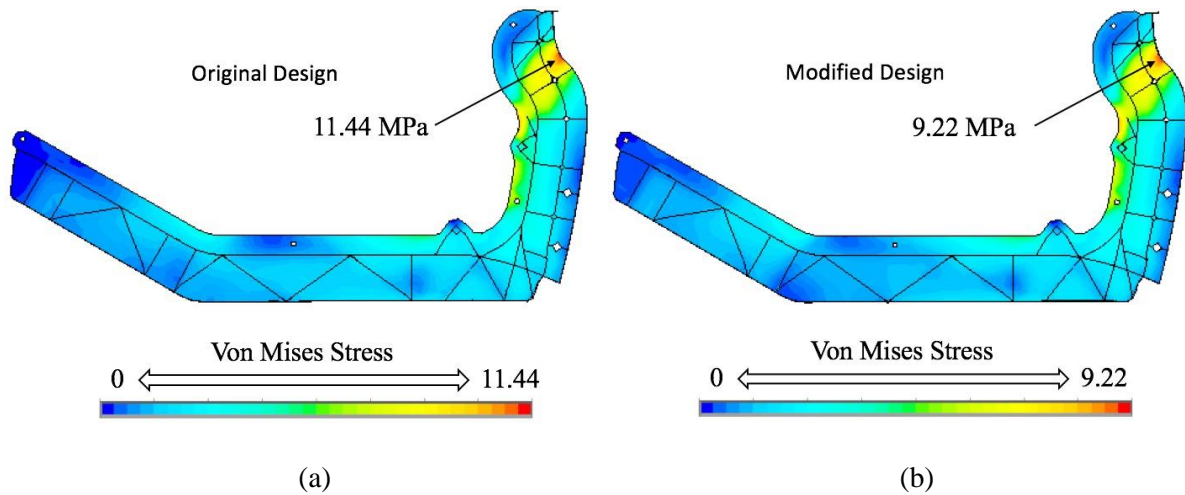 Original Design
11.44 MPa
Von Mises Stress
0 11.44
(a)
Modified Design
9.22 MPa
Von Mises Stress
0 9.22
(b)